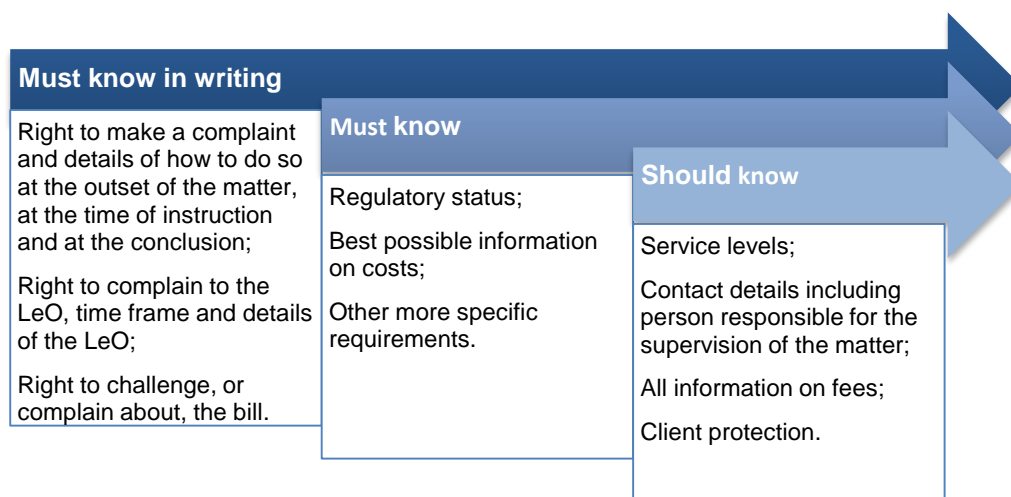 Must know in writing
Right to make a complaint
and details of how to do so
at the outset of the matter,
at the time of instruction
and at the conclusion;
Right to complain to the
LeO, time frame and details
of the LeO;
Right to challenge, or
complain about, the bill.
Must know
Regulatory status;
Best possible information
on costs;
Other more specific
requirements.
Should know
Service levels;
Contact details including
person responsible for the
supervision of the matter;
All information on fees;
Client protection.